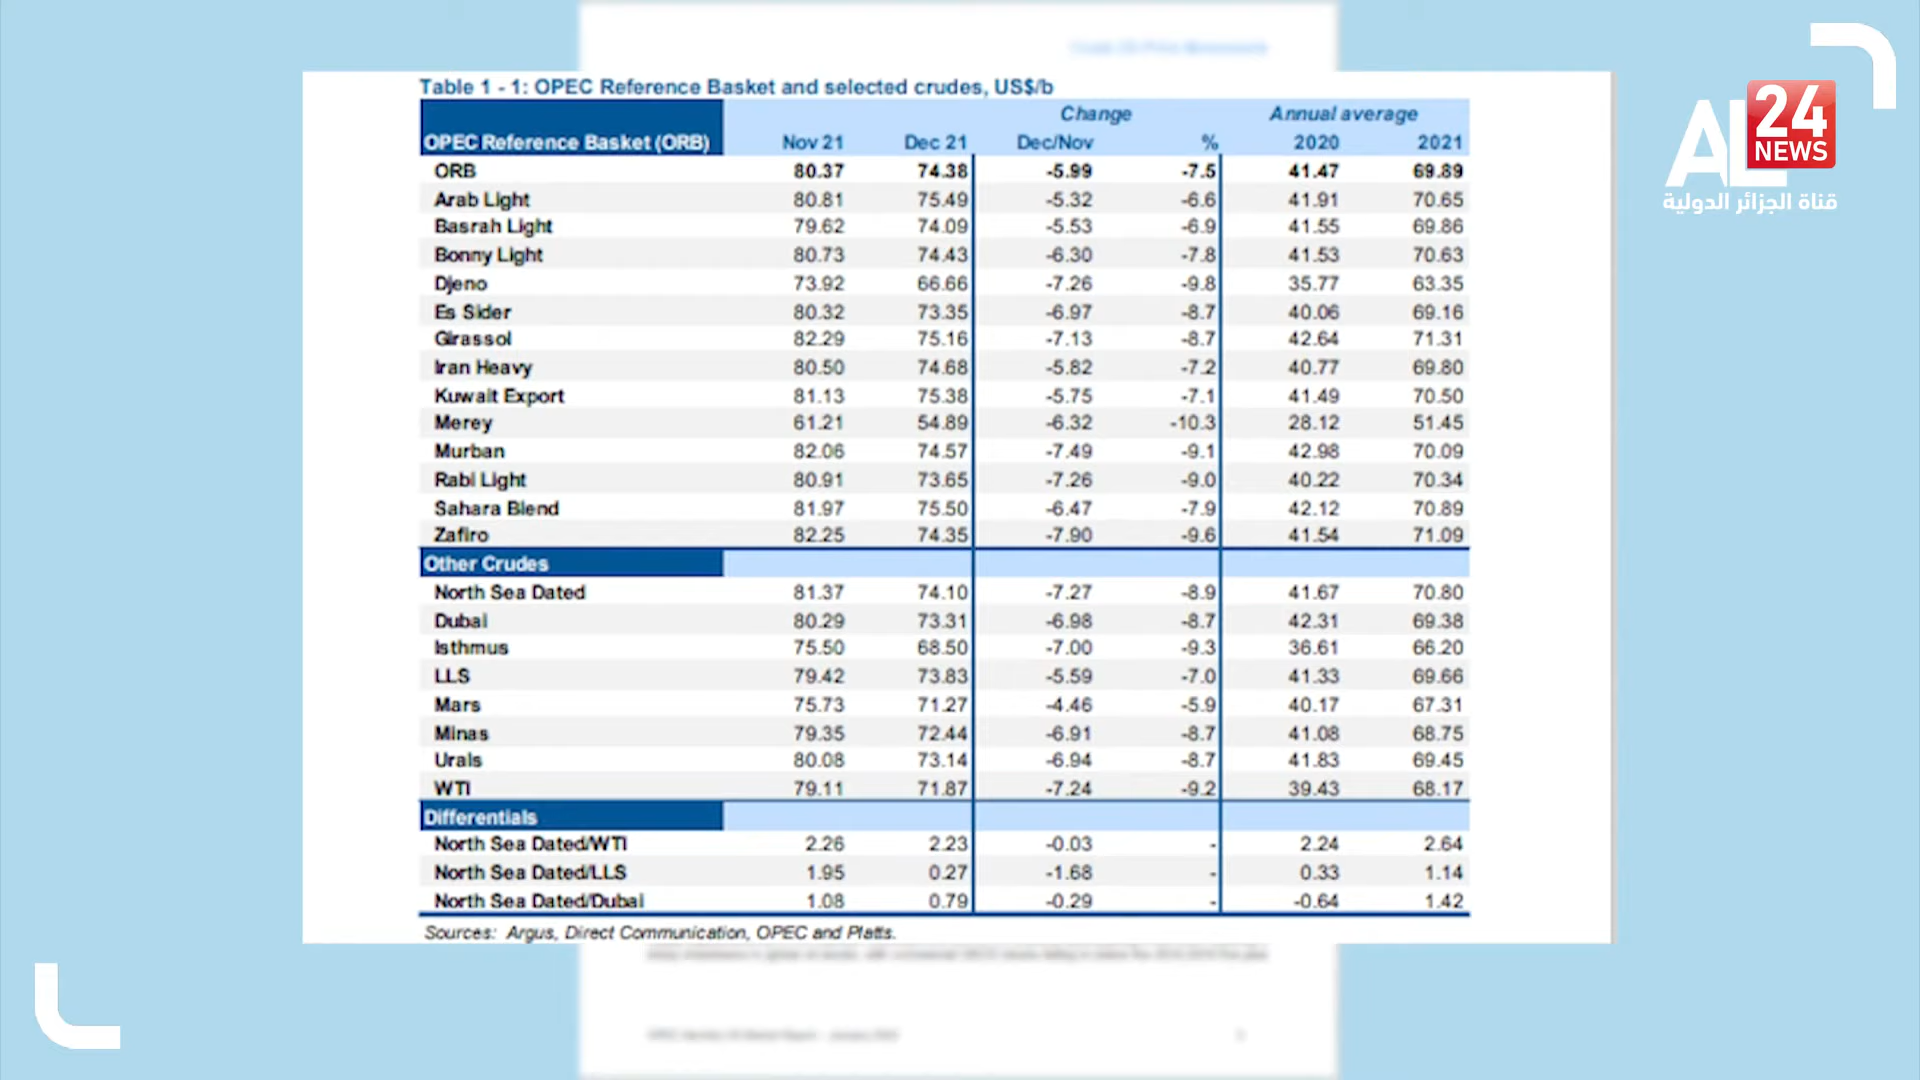 Table 1 - 1: OPEC Reference Basket and selected crudes, US$/b
Change Annual average
OPEC Reference Basket (ORB) Nov 21 Dec 21 Dec/Nov % 2020 2021
ORB 80.37 74.38 -5.99 -7.5 41.47 69.89
Arab Light 80.81 75.49 -5.32 -6.6 41.91 70.65
Basrah Light 79.62 74.09 -5.53 -6.9 41.55 69.86
Bonny Light 80.73 74.43 -6.30 -7.8 41.53 70.63
Djeno 73.92 66.66 -7.26 -9.8 35.77 63.35
Es Sider 80.32 73.35 -6.97 -8.7 40.06 69.16
Girassol 82.29 75.16 -7.13 -8.7 42.64 71.31
Iran Heavy 80.50 74.68 -5.82 -7.2 40.77 69.80
Kuwait Export 81.13 75.38 -5.75 -7.1 41.49 70.50
Merey 61.21 54.89 -6.32 -10.3 28.12 51.45
Murban 82.06 74.57 -7.49 -9.1 42.98 70.09
Rabi Light 80.91 73.65 -7.26 -9.0 40.22 70.34
Sahara Blend 81.97 75.50 -6.47 -7.9 42.12 70.89
Zafiro 82.25 74.35 -7.90 -9.6 41.54 71.09
Other Crudes
North Sea Dated 81.37 74.10 -7.27 -8.9 41.67 70.80
Dubai 80.29 73.31 -6.98 -8.7 42.31 69.38
Isthmus 75.50 68.50 -7.00 -9.3 36.61 66.20
LLS 79.42 73.83 -5.59 -7.0 41.33 69.66
Mars 75.73 71.27 -4.46 -5.9 40.17 67.31
Minas 79.35 72.44 -6.91 -8.7 41.08 68.75
Urals 80.08 73.14 -6.94 -8.7 41.83 69.45
WTI 79.11 71.87 -7.24 -9.2 39.43 68.17
Differentials
North Sea Dated/WTI 2.26 2.23 -0.03 - 2.24 2.64
North Sea Dated/LLS 1.95 0.27 -1.68 - 0.33 1.14
North Sea Dated/Dubai 1.08 0.79 -0.29 - -0.64 1.42
Sources: Argus, Direct Communication, OPEC and Platts.
AL 24
NEWS
قناة الجزائر الدولية